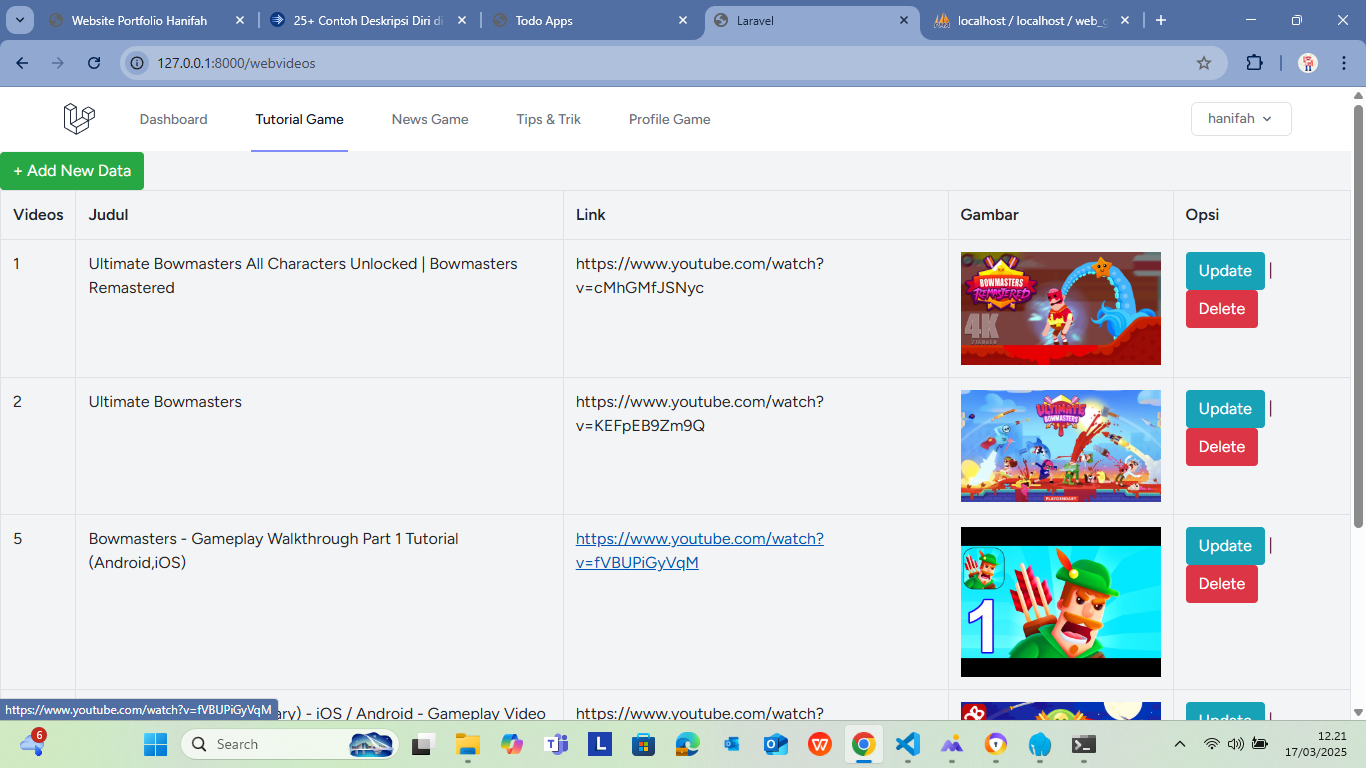 Website Portfolio Hanifah
25+ Contoh Deskripsi Diri di
Todo Apps
Laravel
localhost / localhost / web_g
127.0.0.1:8000/webvideos
Dashboard
Tutorial Game
News Game
Tips & Trik
Profile Game
hanifah
+ Add New Data
Videos
Judul
Link
Gambar
Opsi
1
Ultimate Bowmasters All Characters Unlocked | Bowmasters
Remastered
https://www.youtube.com/watch?
v=cMhGMfJSNyc
BOWMASTERS
REMASTERED
4K
Update |
Delete
2
Ultimate Bowmasters
https://www.youtube.com/watch?
v=KEFpEB9Zm9Q
ULTIMATE
BOWMASTERS
PLAYGENDARY
Update |
Delete
5
Bowmasters - Gameplay Walkthrough Part 1 Tutorial
(Android,iOS)
https://www.youtube.com/watch?
v=fVBUPiGyVqM
1
Update |
Delete
ary) - iOS / Android - Gameplay Video
https://www.youtube.com/watch?
Update |
https://www.youtube.com/watch?v=fVBUPiGyVqM
6
Search
L
12.21
17/03/2025